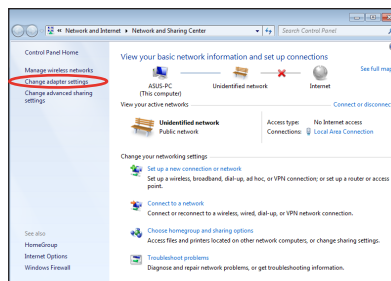 « Network and Internet ▸ Network and Sharing Center
Search Control Panel
Control Panel Home
Manage wireless networks
Change adapter settings
Change advanced sharing
settings
See also
HomeGroup
Internet Options
Windows Firewall
View your basic network information and set up connections
See full map
ASUS-PC
(This computer)
Unidentified network
Internet
View your active networks
Connect or disconnect
Unidentified network
Public network
Access type: No Internet access
Connections: Local Area Connection
Change your networking settings
Set up a new connection or network
Set up a wireless, broadband, dial-up, ad hoc, or VPN connection; or set up a router or access
point.
Connect to a network
Connect or reconnect to a wireless, wired, dial-up, or VPN network connection.
Choose homegroup and sharing options
Access files and printers located on other network computers, or change sharing settings.
Troubleshoot problems
Diagnose and repair network problems, or get troubleshooting information.